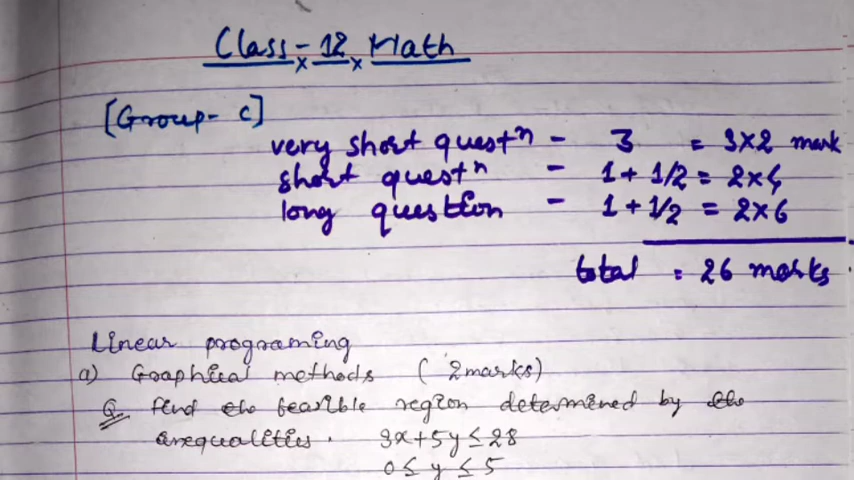 Class - 12 Math
[Group - C]
very short questⁿ - 3 = 3×2 mark
short questⁿ - 1 + 1/2 = 2×4
long question - 1 + 1/2 = 2×6
total = 26 marks
Linear programing
a) Graphical methods ( 2marks)
Q. Find the feasible region determined by the
inequalities. 3x+5y ≤ 28
0 ≤ y ≤ 5